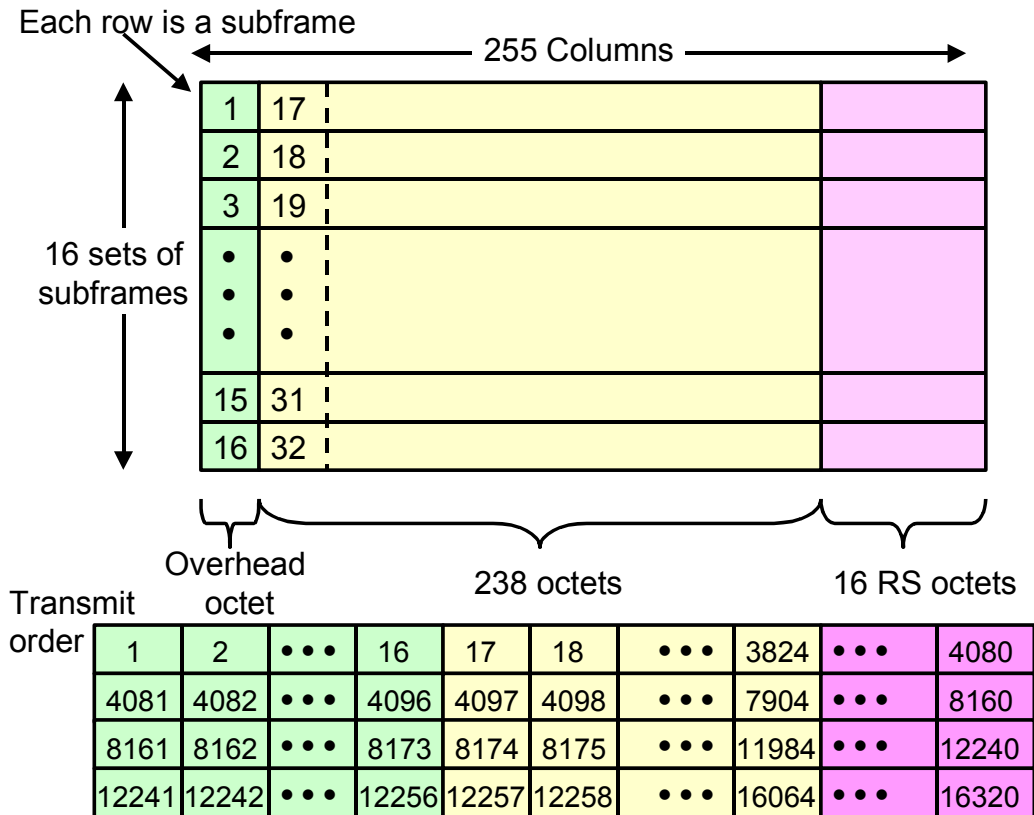 Each row is a subframe
255 Columns
1 17
2 18
3 19
16 sets of
subframes
• •
• •
• •
15 31
16 32
Overhead
octet
238 octets
16 RS octets
Transmit
order
1 2 ••• 16 17 18 ••• 3824 ••• 4080
4081 4082 ••• 4096 4097 4098 ••• 7904 ••• 8160
8161 8162 ••• 8173 8174 8175 ••• 11984 ••• 12240
12241 12242 ••• 12256 12257 12258 ••• 16064 ••• 16320